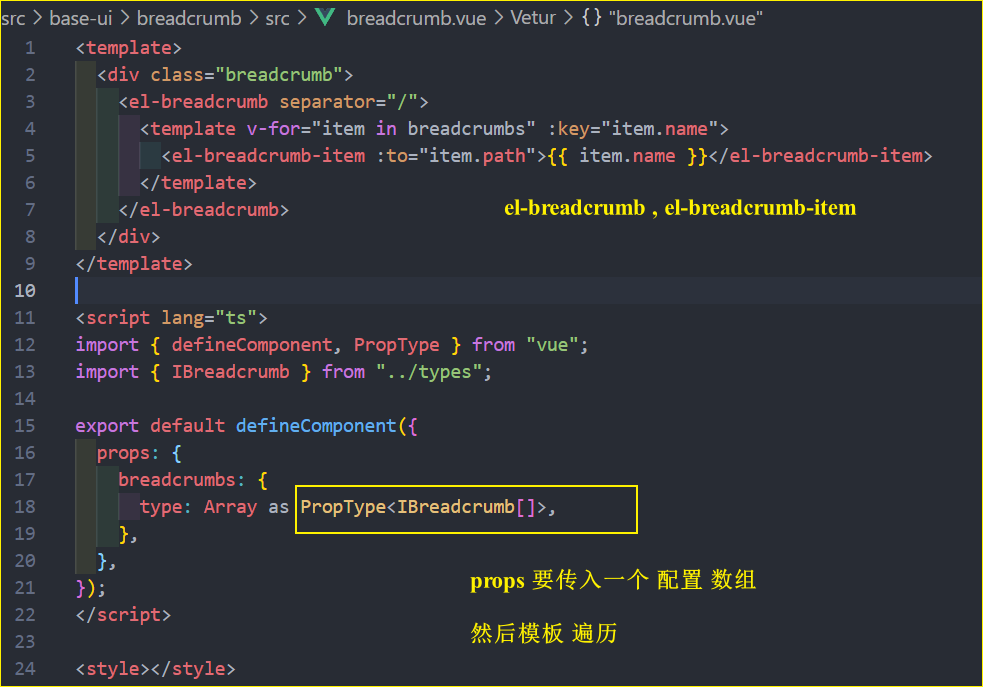 src > base-ui > breadcrumb > src > breadcrumb.vue > Vetur > {} "breadcrumb.vue"
1 <template>
2 <div class="breadcrumb">
3 <el-breadcrumb separator="/">
4 <template v-for="item in breadcrumbs" :key="item.name">
5 <el-breadcrumb-item :to="item.path">{{ item.name }}</el-breadcrumb-item>
6 </template>
7 </el-breadcrumb>
el-breadcrumb , el-breadcrumb-item
8 </div>
9 </template>
10
11 <script lang="ts">
12 import { defineComponent, PropType } from "vue";
13 import { IBreadcrumb } from "../types";
14
15 export default defineComponent({
16 props: {
17 breadcrumbs: {
18 type: Array as PropType<IBreadcrumb[]>,
19 },
20 },
props 要传入一个 配置 数组
21 });
22 </script>
然后模板 遍历
23
24 <style></style>